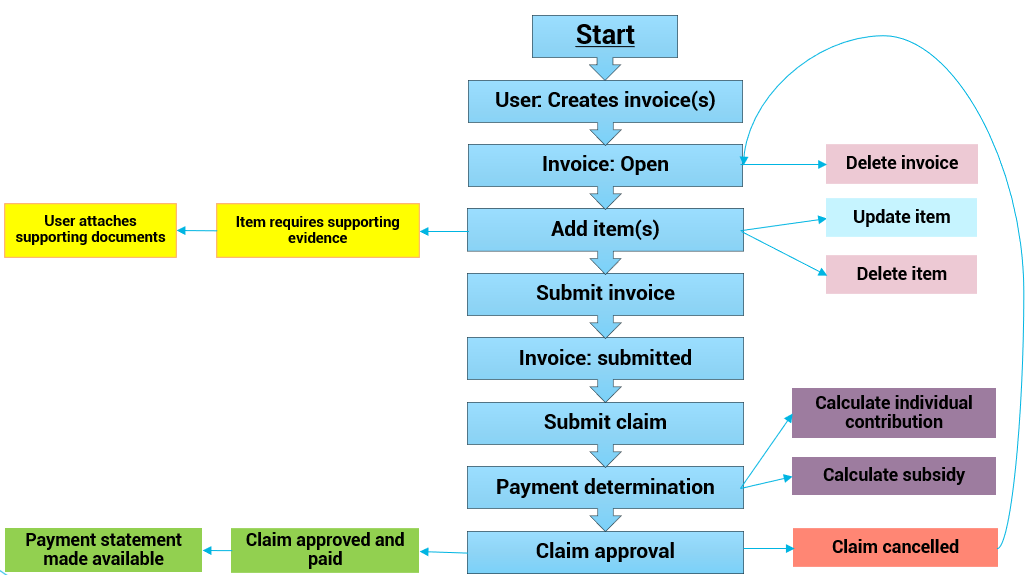 Start
User: Creates invoice(s)
Invoice: Open
Delete invoice
User attaches
supporting documents
Item requires supporting
evidence
Add item(s)
Update item
Delete item
Submit invoice
Invoice: submitted
Submit claim
Calculate individual
contribution
Payment determination
Calculate subsidy
Payment statement
made available
Claim approved and
paid
Claim approval
Claim cancelled